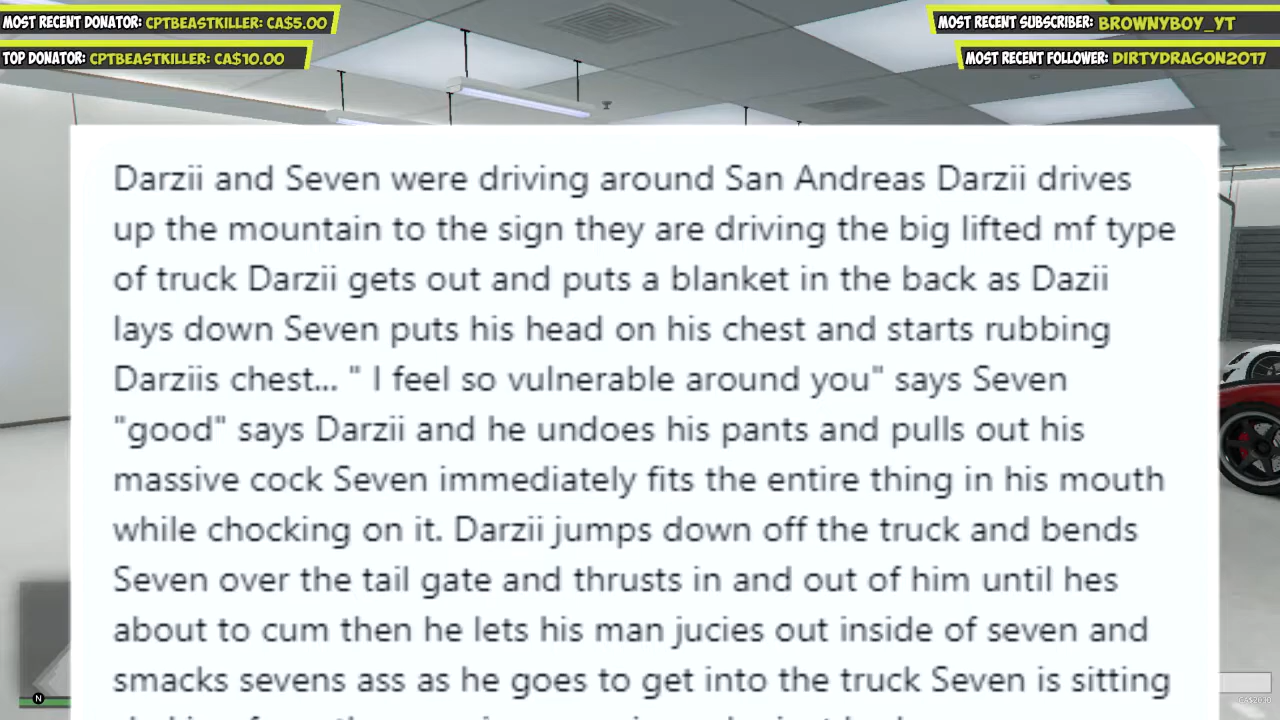 MOST RECENT DONATOR: CPTBEASTKILLER: CA$5.00
MOST RECENT SUBSCRIBER: BROWNYBOY_YT
TOP DONATOR: CPTBEASTKILLER: CA$10.00
MOST RECENT FOLLOWER: DIRTYDRAGON2017
Darzii and Seven were driving around San Andreas Darzii drives
up the mountain to the sign they are driving the big lifted mf type
of truck Darzii gets out and puts a blanket in the back as Dazii
lays down Seven puts his head on his chest and starts rubbing
Darziis chest... " I feel so vulnerable around you" says Seven
"good" says Darzii and he undoes his pants and pulls out his
massive cock Seven immediately fits the entire thing in his mouth
while chocking on it. Darzii jumps down off the truck and bends
Seven over the tail gate and thrusts in and out of him until hes
about to cum then he lets his man jucies out inside of seven and
smacks sevens ass as he goes to get into the truck Seven is sitting
N